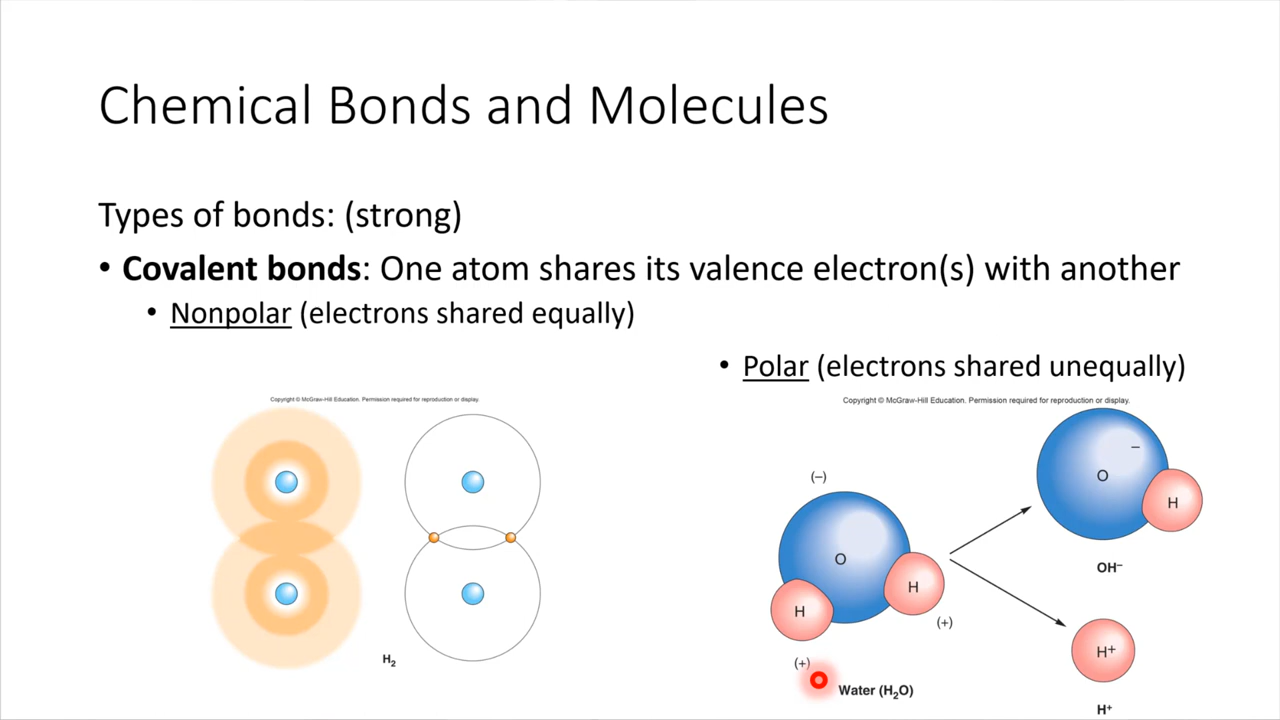 Chemical Bonds and Molecules
Types of bonds: (strong)
• Covalent bonds: One atom shares its valence electron(s) with another
• Nonpolar (electrons shared equally)
• Polar (electrons shared unequally)
Copyright © McGraw-Hill Education. Permission required for reproduction or display.
H₂
Copyright © McGraw-Hill Education. Permission required for reproduction or display.
(–)
O
H
H
(+)
(+)
Water (H₂O)
–
O
H
OH⁻
H⁺
H⁺